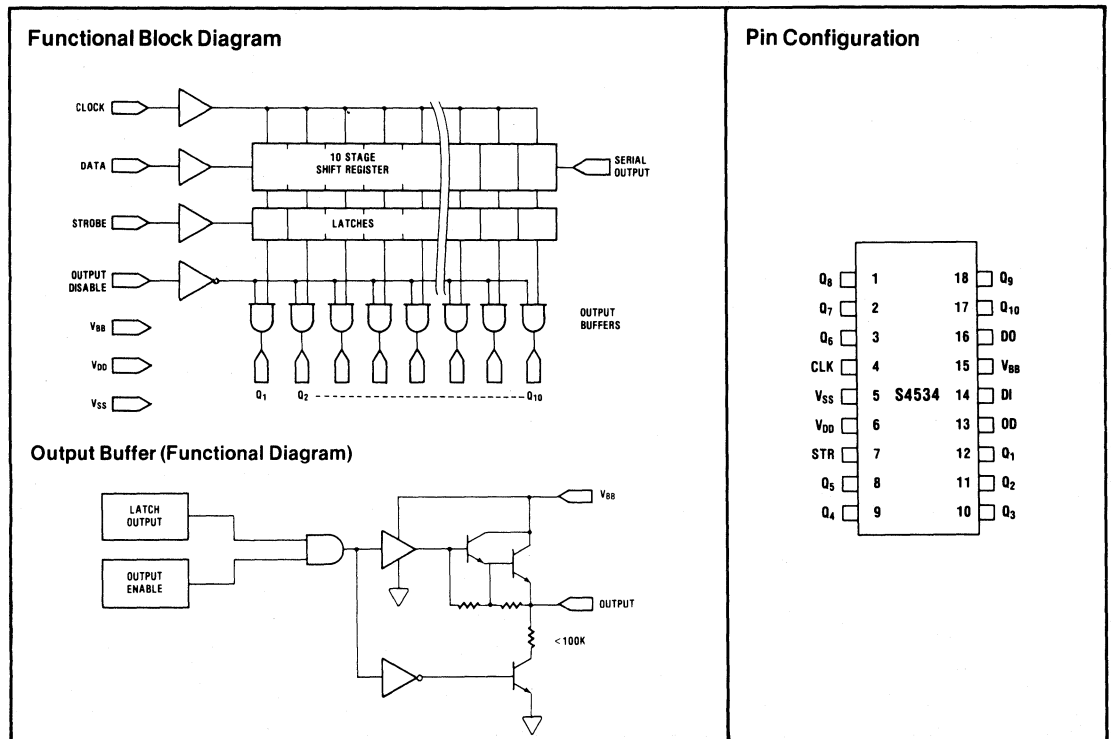 Functional Block Diagram
CLOCK
DATA
STROBE
OUTPUT
DISABLE
VBB
VDD
VSS
10 STAGE
SHIFT REGISTER
LATCHES
SERIAL
OUTPUT
OUTPUT
BUFFERS
Q1 Q2 Q10
Output Buffer (Functional Diagram)
LATCH
OUTPUT
OUTPUT
ENABLE
VBB
OUTPUT
<100K
Pin Configuration
Q8 1 18 Q9
Q7 2 17 Q10
Q6 3 16 DO
CLK 4 15 VBB
VSS 5 S4534 14 DI
VDD 6 13 OD
STR 7 12 Q1
Q5 8 11 Q2
Q4 9 10 Q3